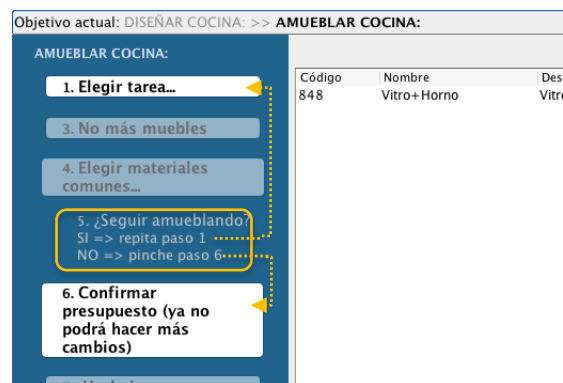 Objetivo actual: DISEÑAR COCINA: >> AMUEBLAR COCINA:
AMUEBLAR COCINA:
1. Elegir tarea...
3. No más muebles
4. Elegir materiales
comunes...
5. ¿Seguir amueblando?
SI => repita paso 1
NO => pinche paso 6
6. Confirmar
presupuesto (ya no
podrá hacer más
cambios)
Código Nombre Des
848 Vitro+Horno Vitro